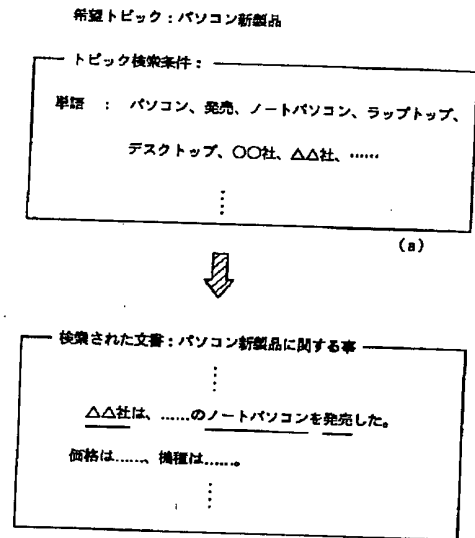 希望トピック：パソコン新製品
トピック検索条件：
単語　：　パソコン、発売、ノートパソコン、ラップトップ、
デスクトップ、〇〇社、△△社、……
⋮
(a)
検索された文書：パソコン新製品に関する事
⋮
△△社は、……のノートパソコンを発売した。
価格は……、機種は……。
⋮